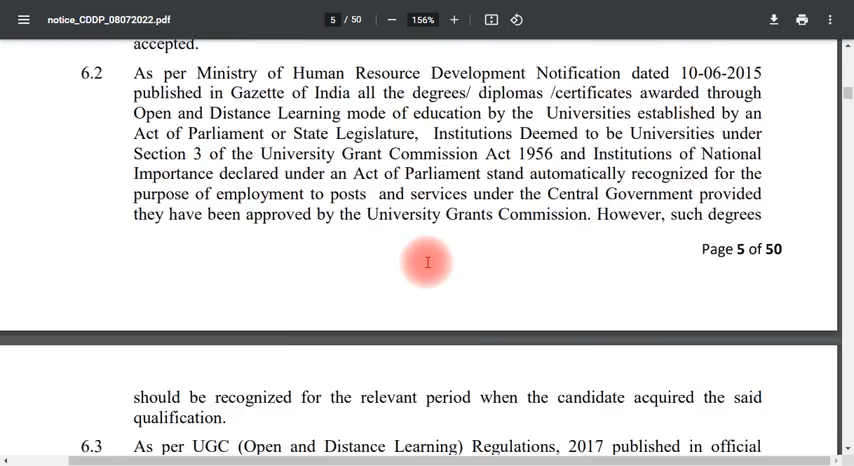 notice_CDDP_08072022.pdf
5 / 50
156%
accepted.
6.2 As per Ministry of Human Resource Development Notification dated 10-06-2015
published in Gazette of India all the degrees/ diplomas /certificates awarded through
Open and Distance Learning mode of education by the Universities established by an
Act of Parliament or State Legislature, Institutions Deemed to be Universities under
Section 3 of the University Grant Commission Act 1956 and Institutions of National
Importance declared under an Act of Parliament stand automatically recognized for the
purpose of employment to posts and services under the Central Government provided
they have been approved by the University Grants Commission. However, such degrees
Page 5 of 50
should be recognized for the relevant period when the candidate acquired the said
qualification.
6.3 As per UGC (Open and Distance Learning) Regulations, 2017 published in official